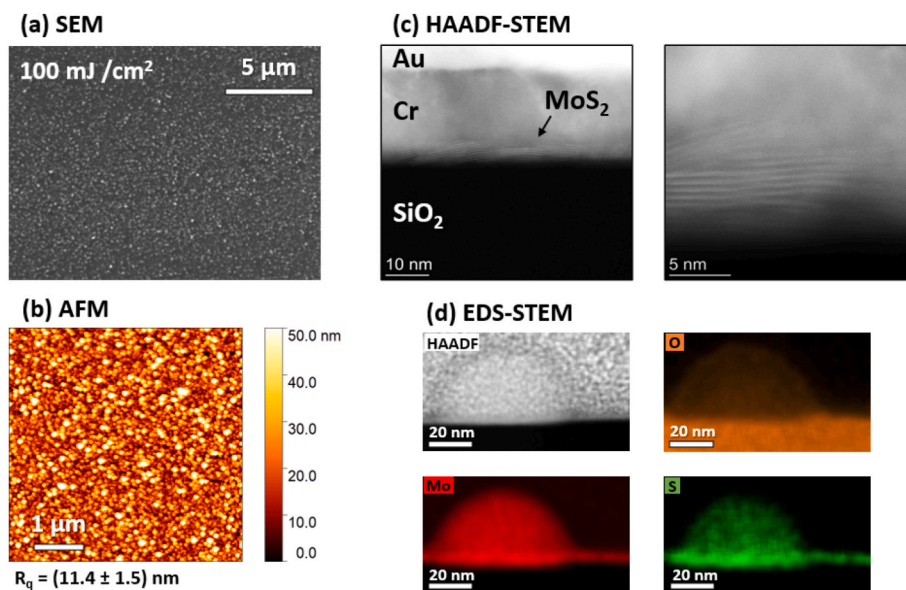 (a) SEM
100 mJ /cm²
5 µm
(b) AFM
50.0 nm
40.0
30.0
20.0
10.0
0.0
1 µm
R_q = (11.4 ± 1.5) nm
(c) HAADF-STEM
Au
Cr
MoS₂
SiO₂
10 nm
5 nm
(d) EDS-STEM
HAADF
20 nm
O
20 nm
Mo
20 nm
S
20 nm